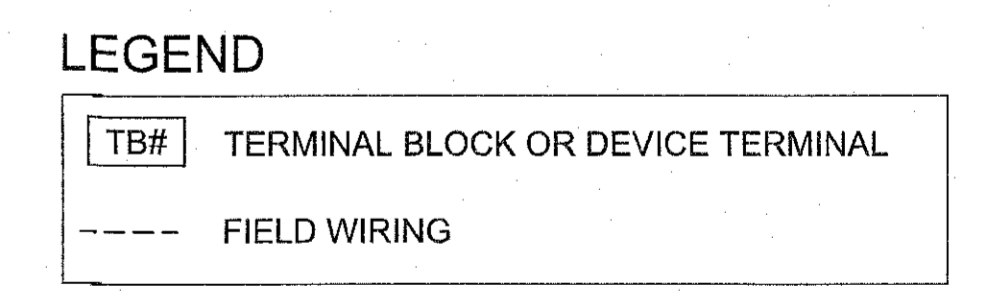 LEGEND
TB# TERMINAL BLOCK OR DEVICE TERMINAL
FIELD WIRING